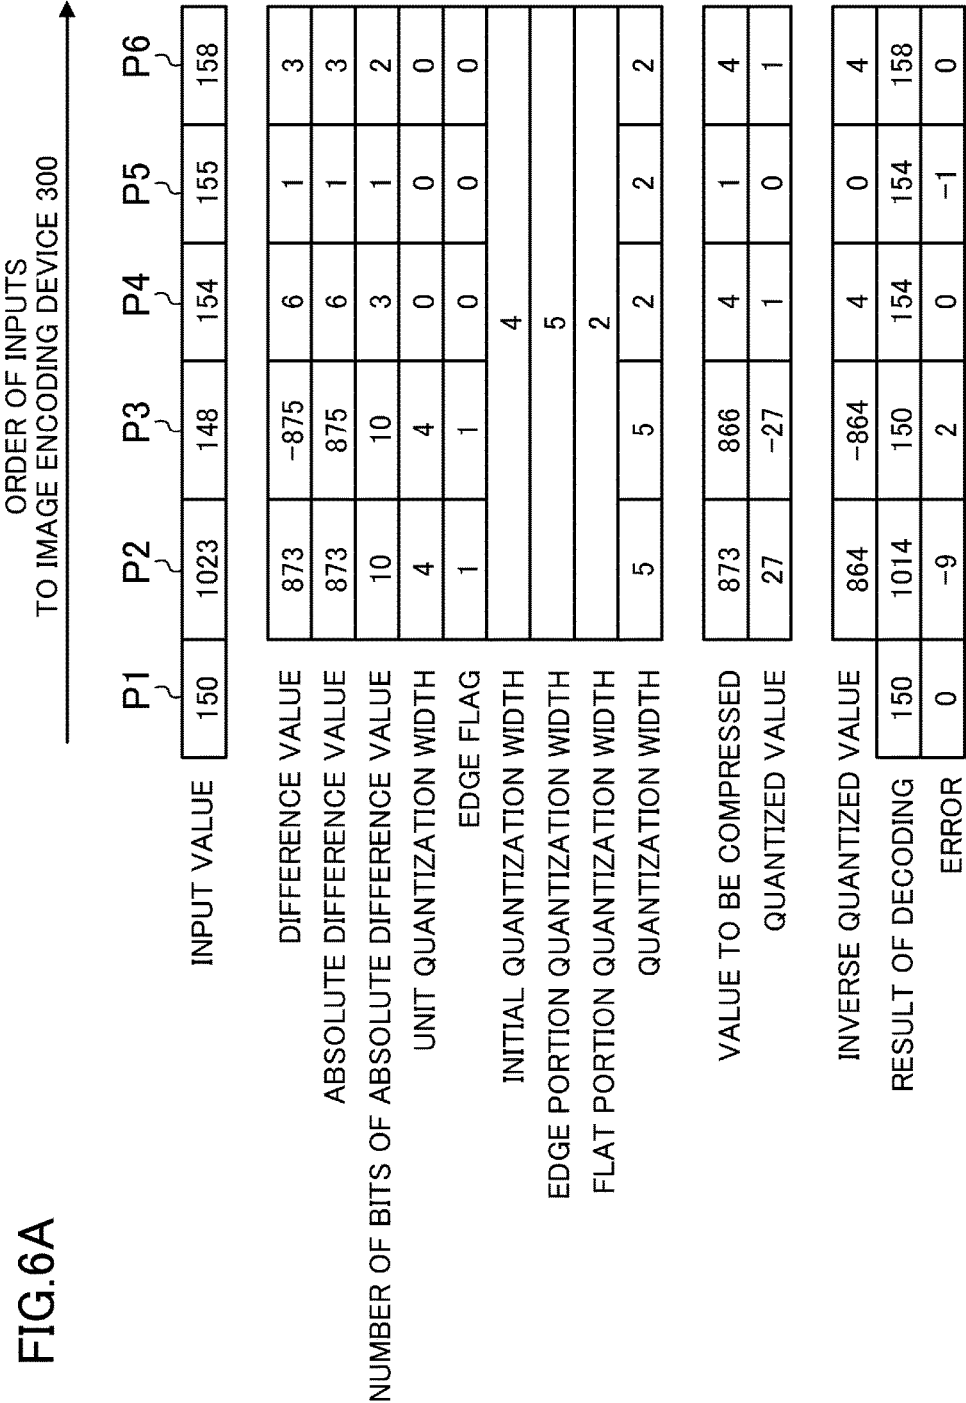 FIG.6A
ORDER OF INPUTS
TO IMAGE ENCODING DEVICE 300
P1 P2 P3 P4 P5 P6
INPUT VALUE 150 1023 148 154 155 158
DIFFERENCE VALUE 873 -875 6 1 3
ABSOLUTE DIFFERENCE VALUE 873 875 6 1 3
NUMBER OF BITS OF ABSOLUTE DIFFERENCE VALUE 10 10 3 1 2
UNIT QUANTIZATION WIDTH 4 4 0 0 0
EDGE FLAG 1 1 0 0 0
INITIAL QUANTIZATION WIDTH 4
EDGE PORTION QUANTIZATION WIDTH 5
FLAT PORTION QUANTIZATION WIDTH 2
QUANTIZATION WIDTH 5 5 2 2 2
VALUE TO BE COMPRESSED 873 866 4 1 4
QUANTIZED VALUE 27 -27 1 0 1
INVERSE QUANTIZED VALUE 864 -864 4 0 4
RESULT OF DECODING 150 1014 150 154 154 158
ERROR 0 -9 2 0 -1 0